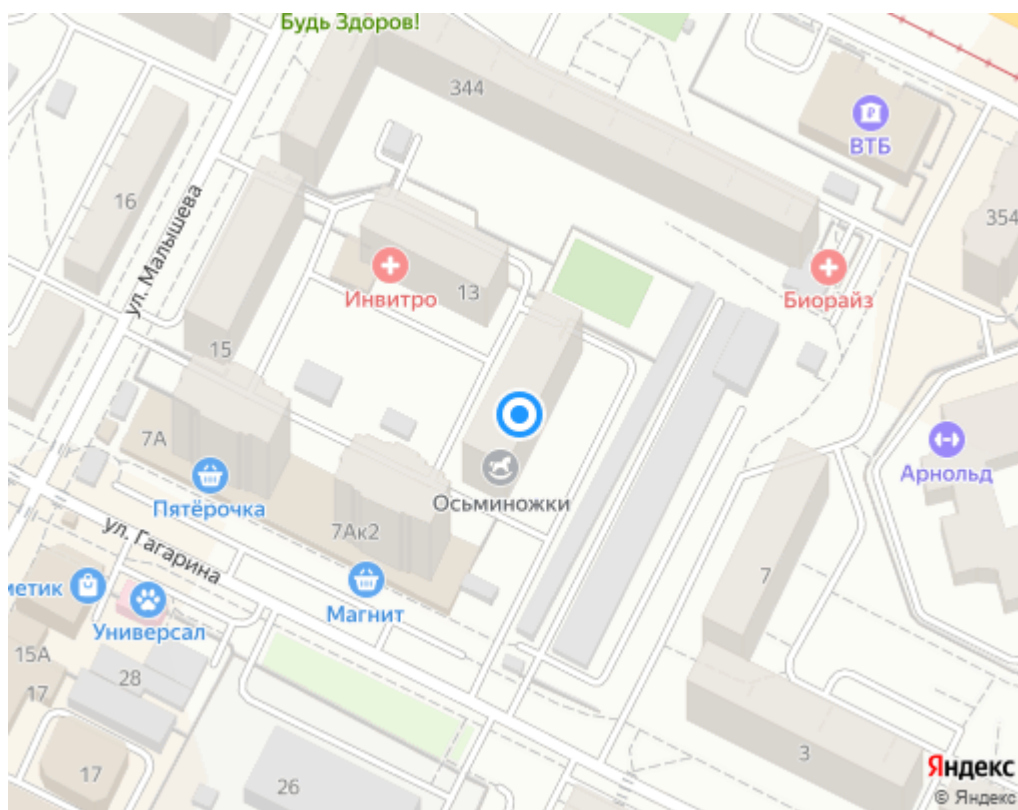 Будь Здоров!
344
ВТБ
16
354
ул. Малышева
Инвитро
13
Биорайз
15
7А
Арнольд
Пятёрочка
Осьминожки
7Ак2
ул. Гагарина
7
метик
Магнит
Универсал
15А
28
17
3
17
26
Яндекс
© Яндекс